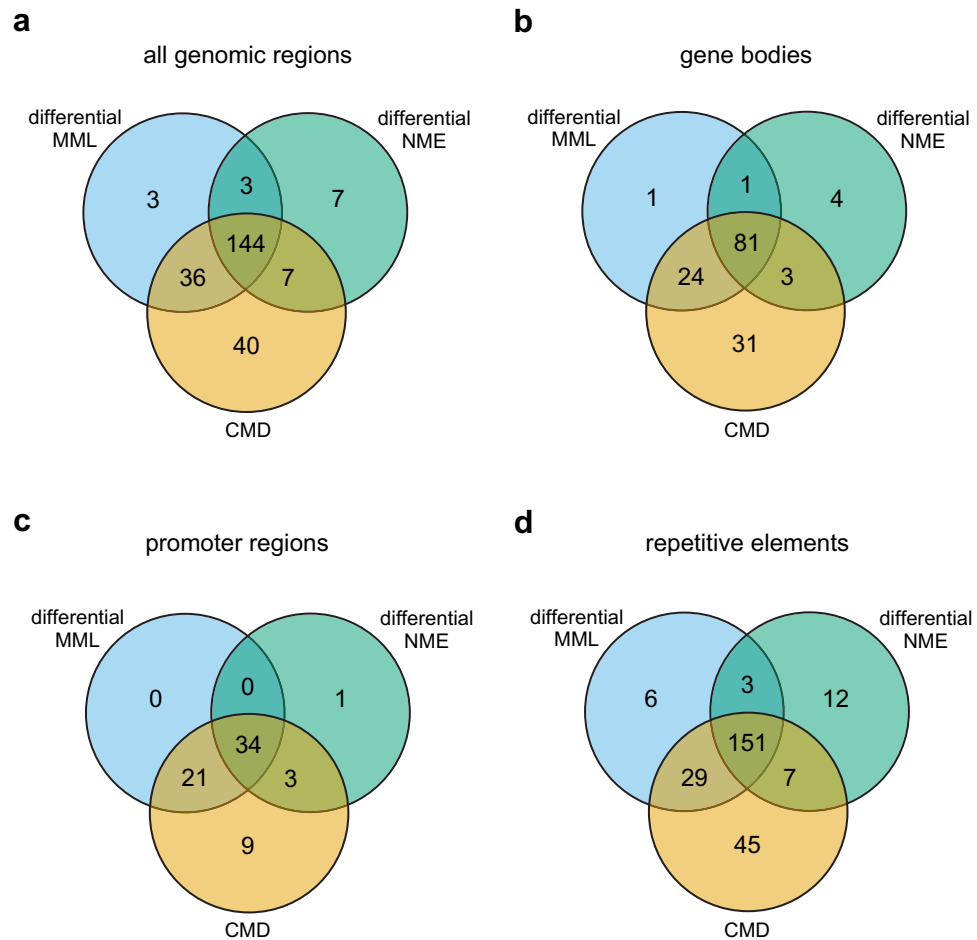 a
all genomic regions
differential
MML
differential
NME
3
3
7
144
36
7
40
CMD
b
gene bodies
differential
MML
differential
NME
1
1
4
81
24
3
31
CMD
c
promoter regions
differential
MML
differential
NME
0
0
1
34
21
3
9
CMD
d
repetitive elements
differential
MML
differential
NME
6
3
12
151
29
7
45
CMD